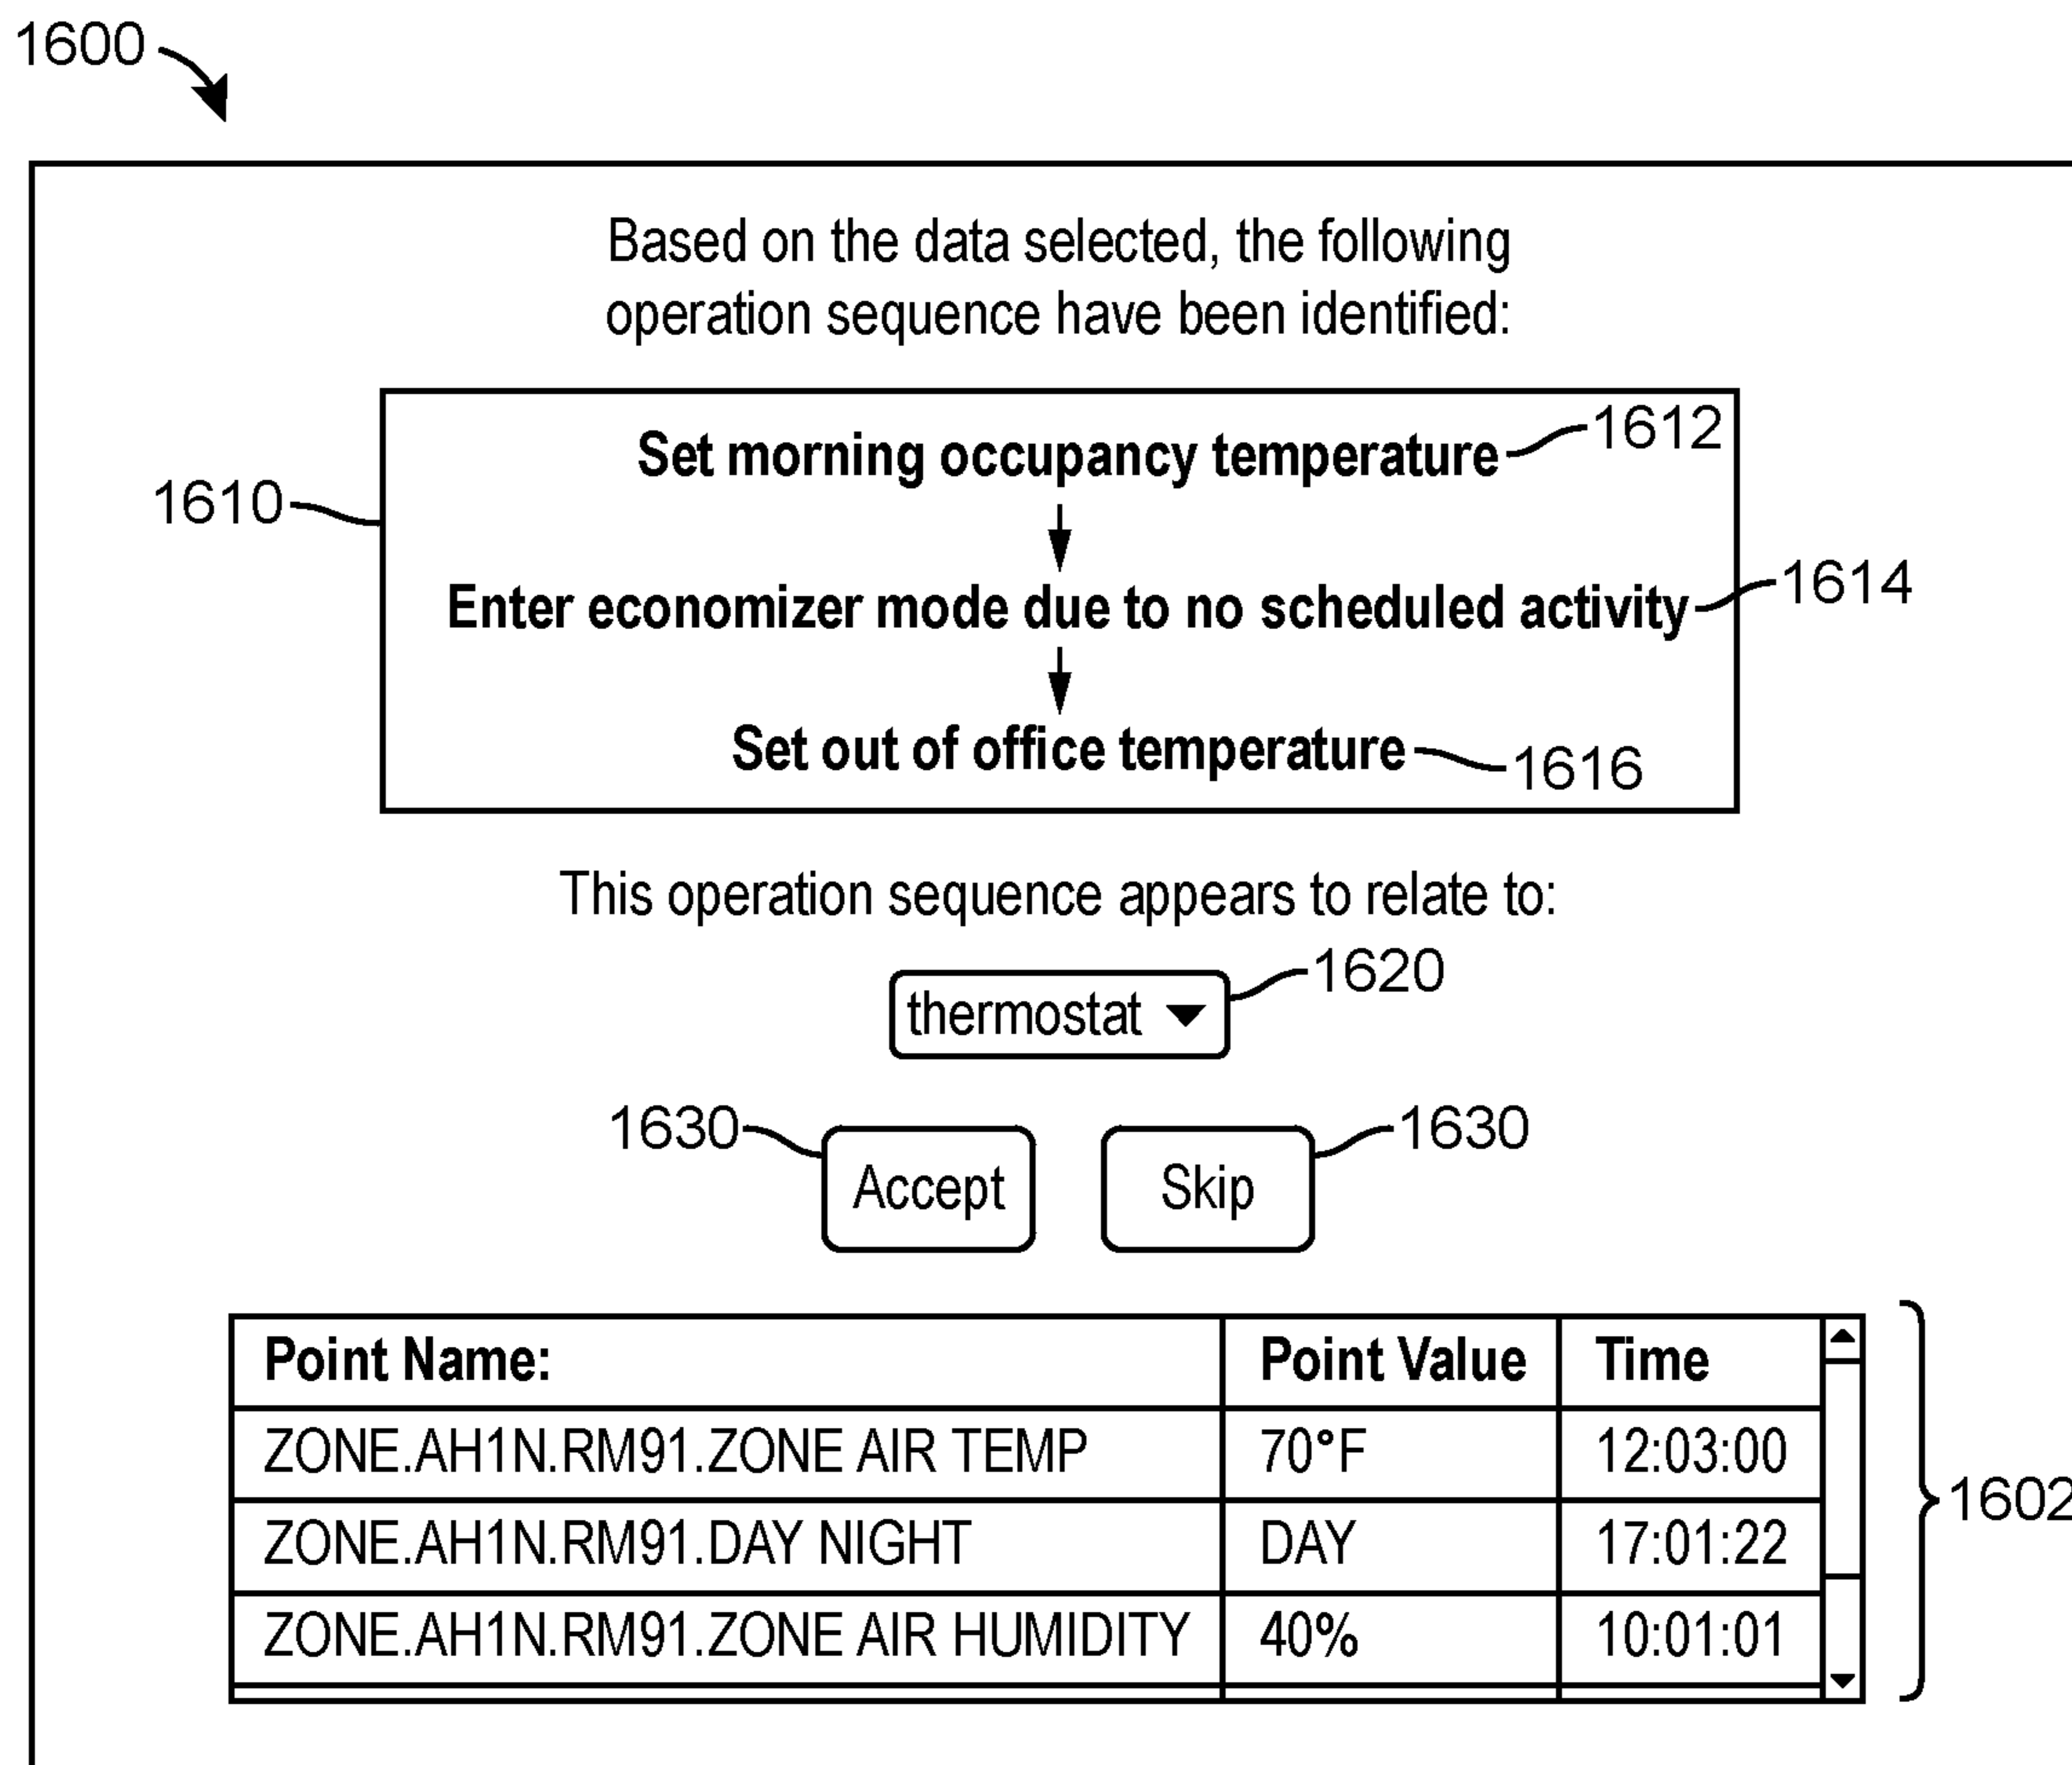 1600
Based on the data selected, the following
operation sequence have been identified:
Set morning occupancy temperature 1612
1610
Enter economizer mode due to no scheduled activity 1614
Set out of office temperature 1616
This operation sequence appears to relate to:
thermostat 1620
1630 Accept Skip 1630
Point Name: Point Value Time
ZONE.AH1N.RM91.ZONE AIR TEMP 70°F 12:03:00
ZONE.AH1N.RM91.DAY NIGHT DAY 17:01:22
1602
ZONE.AH1N.RM91.ZONE AIR HUMIDITY 40% 10:01:01